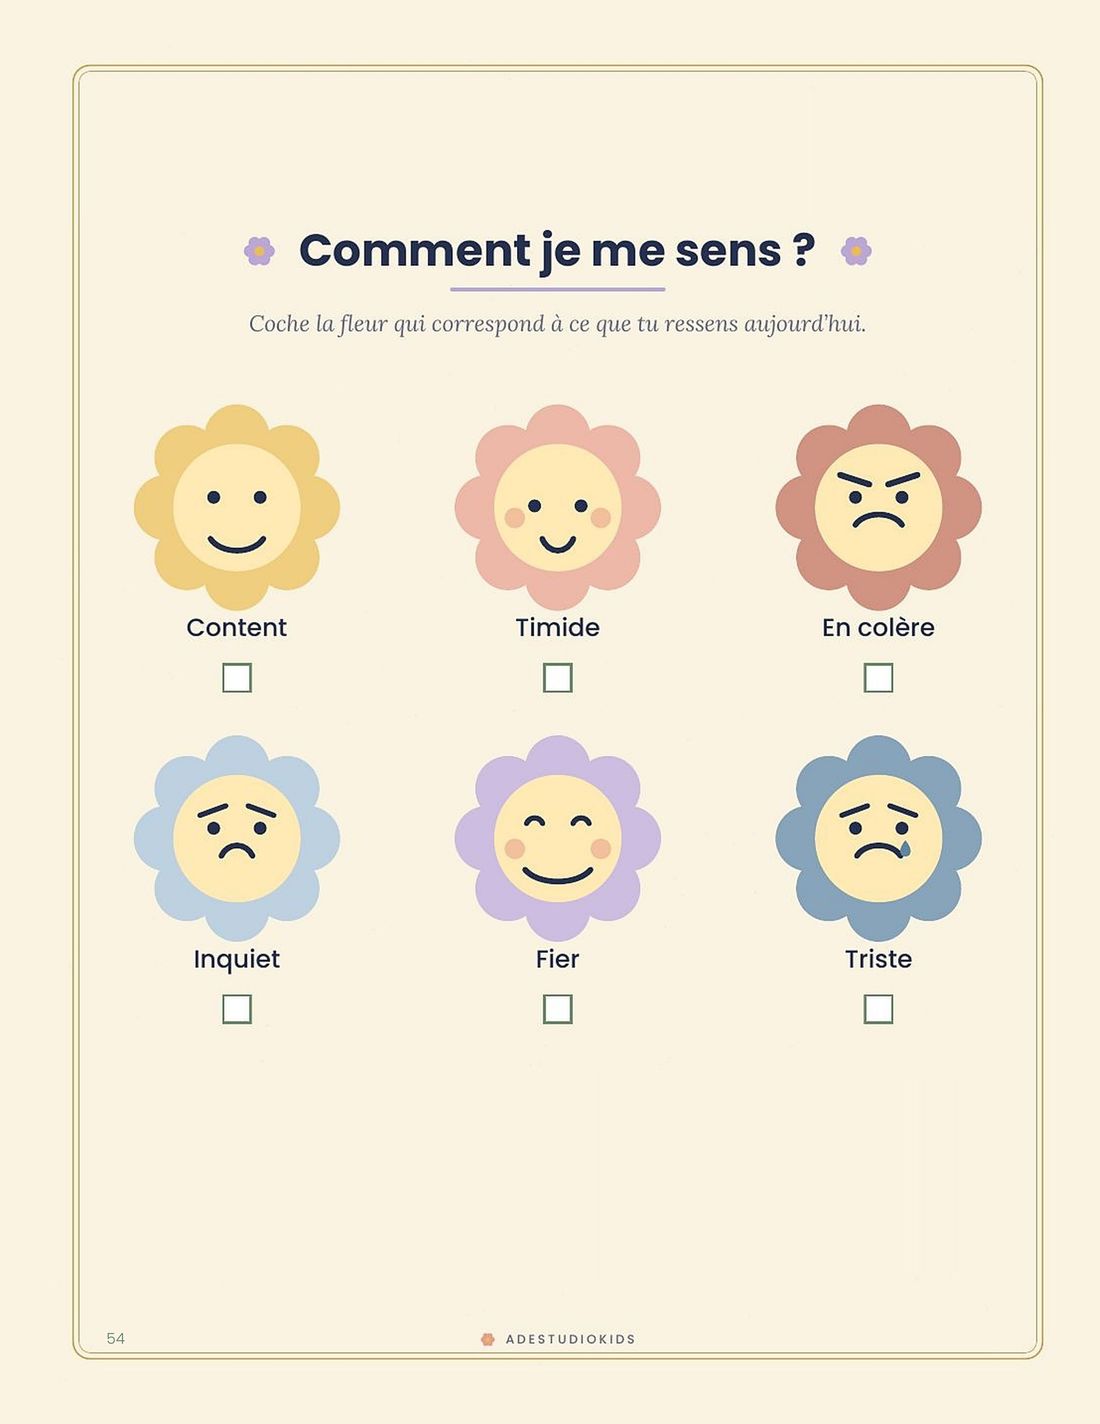 Comment je me sens ?
Coche la fleur qui correspond à ce que tu ressens aujourd’hui.
Content
Timide
En colère
Inquiet
Fier
Triste
54
ADESTUDIOKIDS